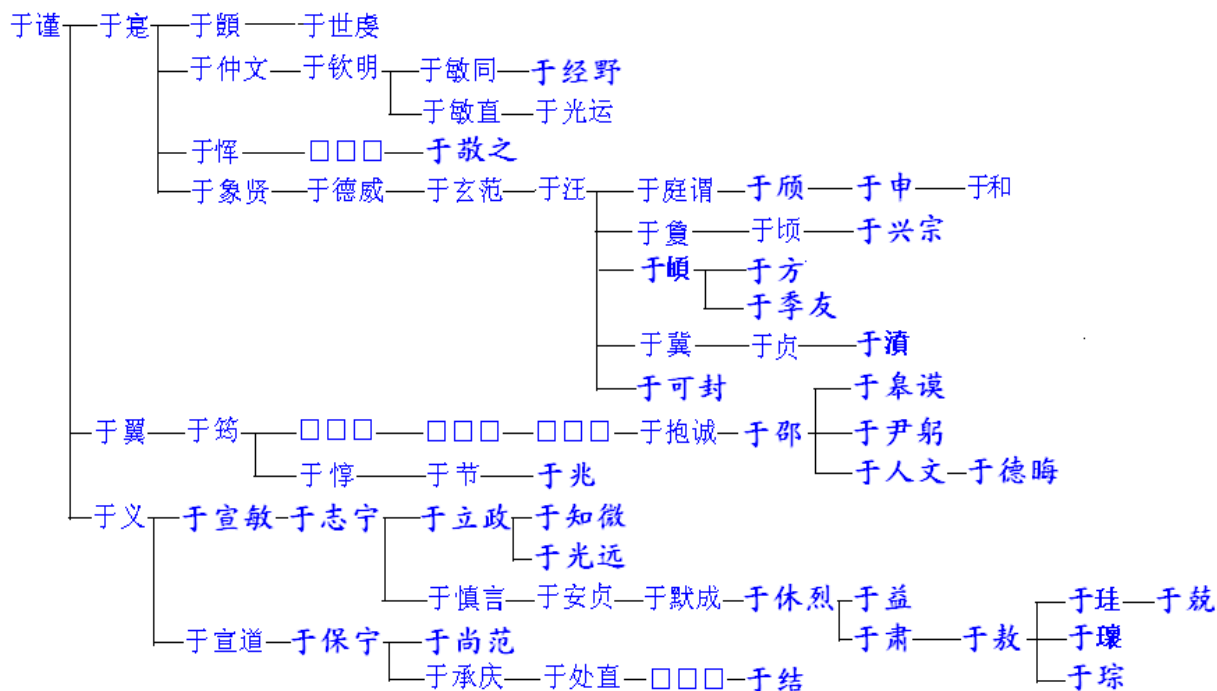 于谨 于寔 于顗 于世虔
于仲文 于钦明 于敏同 于经野
于敏直 于光运
于恽 □□□ 于敬之
于象贤 于德威 于玄范 于汪 于庭谓 于颀 于申 于和
于敻 于顷 于兴宗
于頔 于方
于季友
于冀 于贞 于濆
于可封
于皋谟
于翼 于筠 □□□ □□□ □□□ 于抱诚 于邵 于尹躬
于惇 于节 于兆 于人文 于德晦
于义 于宣敏 于志宁 于立政 于知微
于光远
于慎言 于安贞 于默成 于休烈 于益 于珪 于兢
于宣道 于保宁 于尚范 于肃 于敖 于瓌
于承庆 于处直 □□□ 于结 于琮